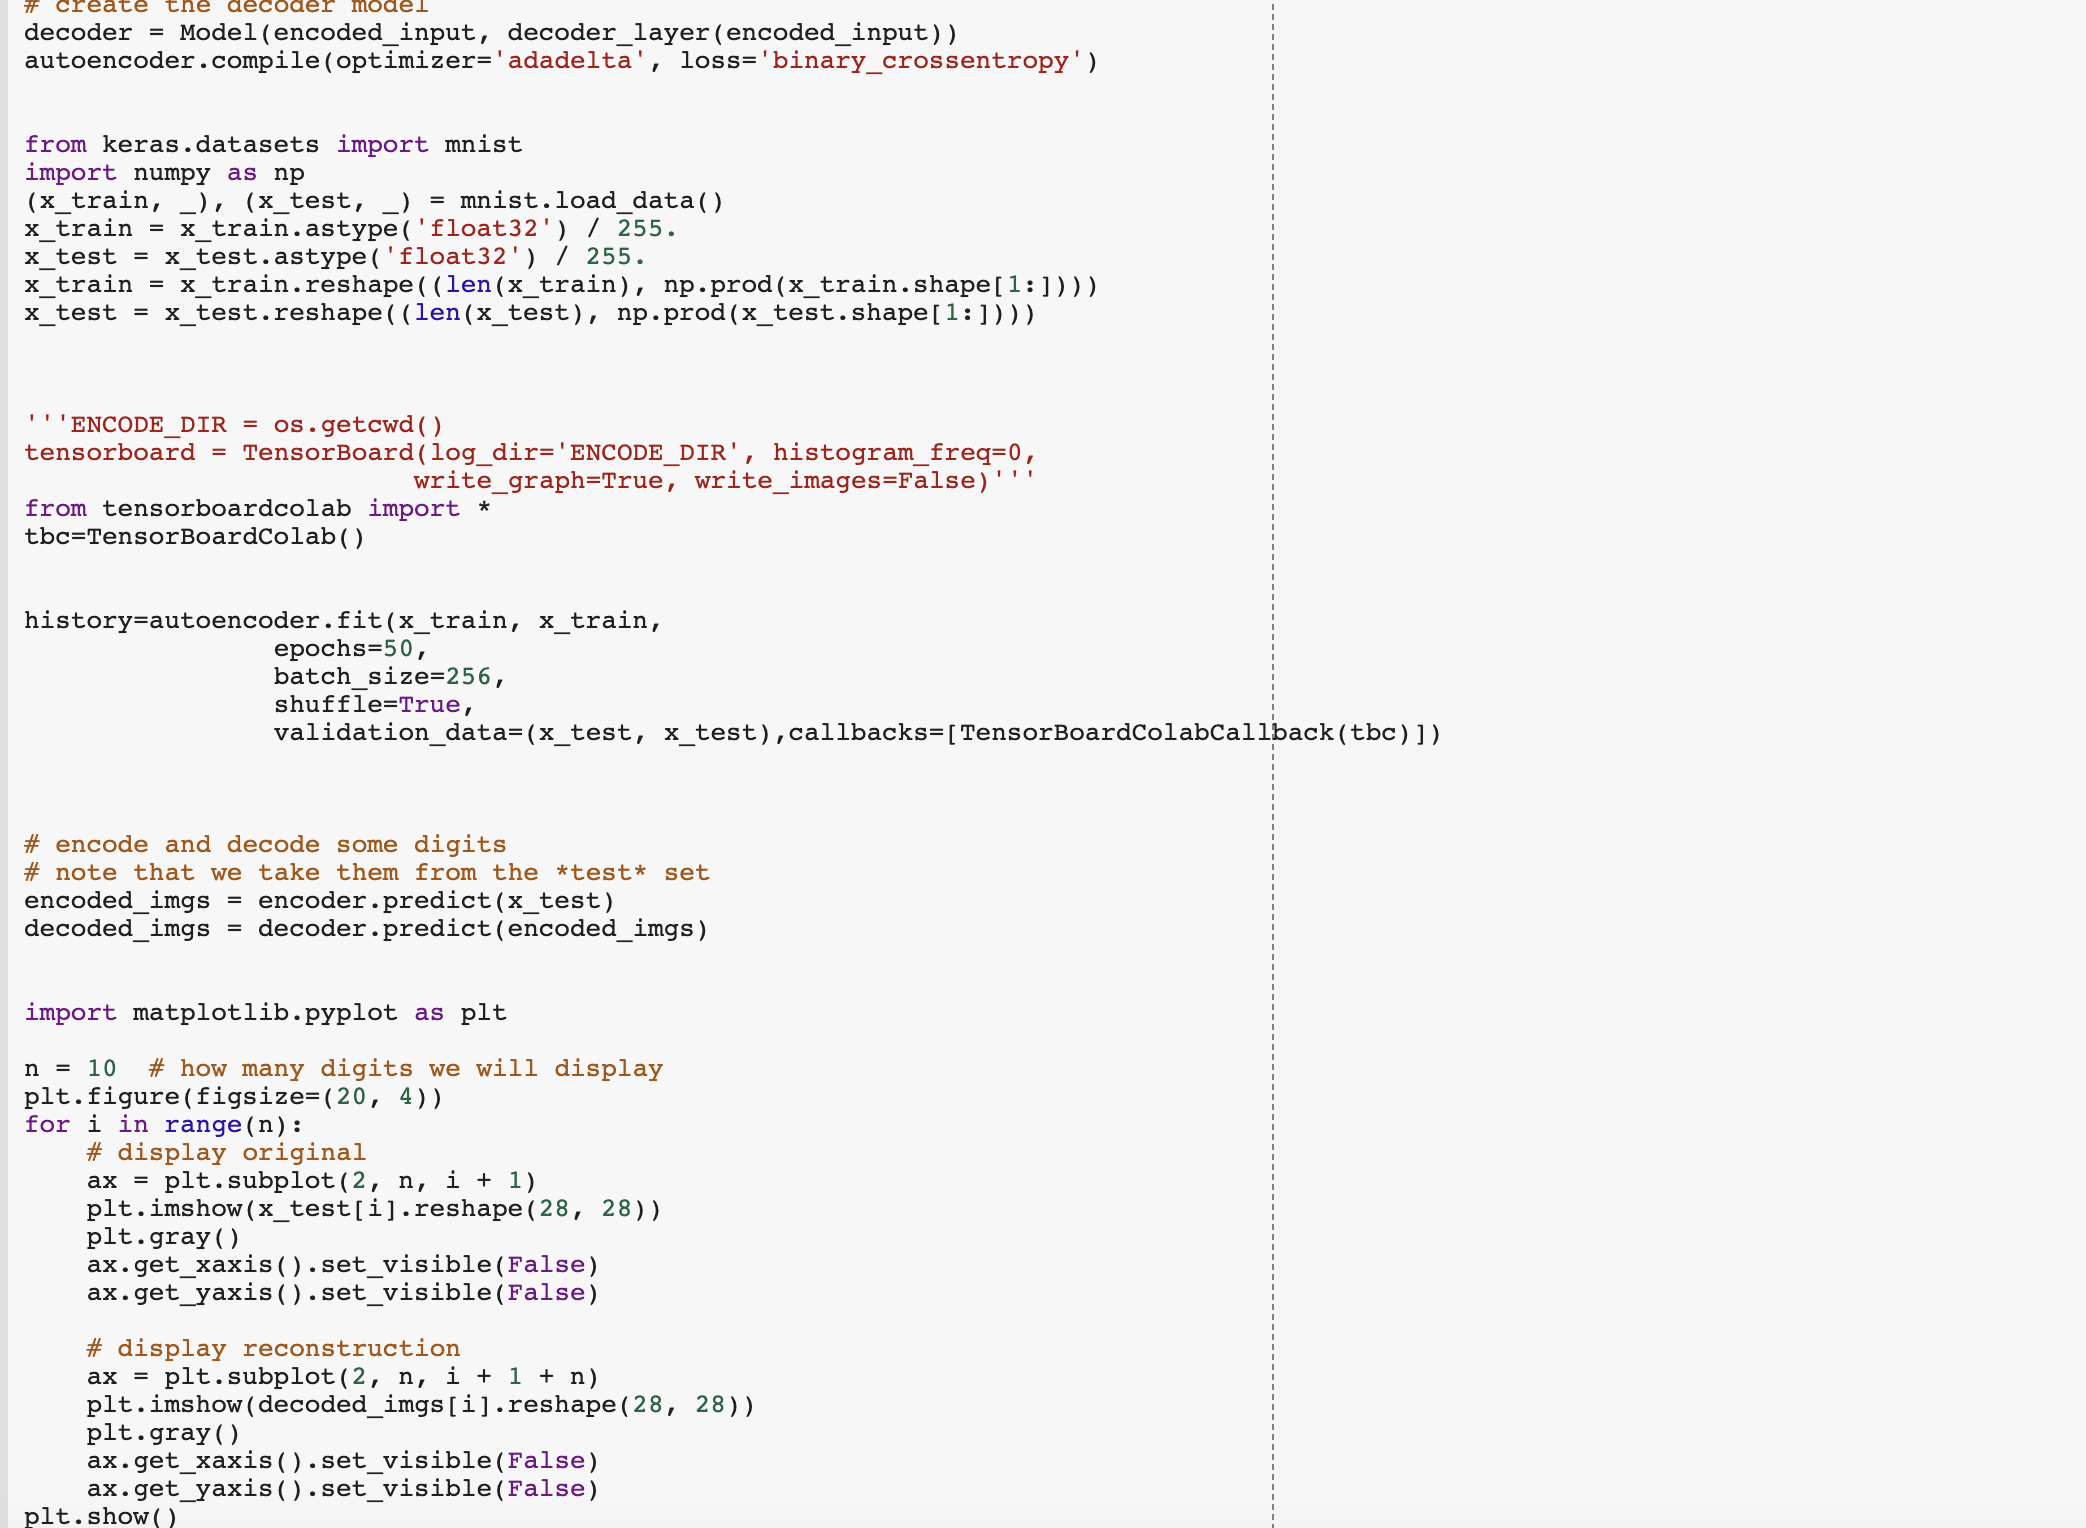 # create the decoder model
decoder = Model(encoded_input, decoder_layer(encoded_input))
autoencoder.compile(optimizer='adadelta', loss='binary_crossentropy')
from keras.datasets import mnist
import numpy as np
(x_train, _), (x_test, _) = mnist.load_data()
x_train = x_train.astype('float32') / 255.
x_test = x_test.astype('float32') / 255.
x_train = x_train.reshape((len(x_train), np.prod(x_train.shape[1:])))
x_test = x_test.reshape((len(x_test), np.prod(x_test.shape[1:])))
'''ENCODE_DIR = os.getcwd()
tensorboard = TensorBoard(log_dir='ENCODE_DIR', histogram_freq=0,
                         write_graph=True, write_images=False)'''
from tensorboardcolab import *
tbc=TensorBoardColab()
history=autoencoder.fit(x_train, x_train,
                epochs=50,
                batch_size=256,
                shuffle=True,
                validation_data=(x_test, x_test),callbacks=[TensorBoardColabCallback(tbc)])
# encode and decode some digits
# note that we take them from the *test* set
encoded_imgs = encoder.predict(x_test)
decoded_imgs = decoder.predict(encoded_imgs)
import matplotlib.pyplot as plt
n = 10  # how many digits we will display
plt.figure(figsize=(20, 4))
for i in range(n):
    # display original
    ax = plt.subplot(2, n, i + 1)
    plt.imshow(x_test[i].reshape(28, 28))
    plt.gray()
    ax.get_xaxis().set_visible(False)
    ax.get_yaxis().set_visible(False)
    # display reconstruction
    ax = plt.subplot(2, n, i + 1 + n)
    plt.imshow(decoded_imgs[i].reshape(28, 28))
    plt.gray()
    ax.get_xaxis().set_visible(False)
    ax.get_yaxis().set_visible(False)
plt.show()